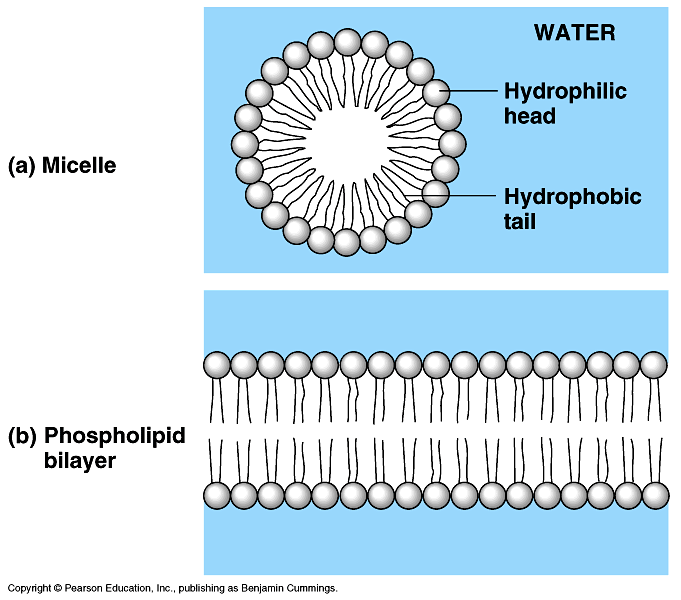 WATER
Hydrophilic
head
(a) Micelle
Hydrophobic
tail
(b) Phospholipid
bilayer
Copyright © Pearson Education, Inc., publishing as Benjamin Cummings.